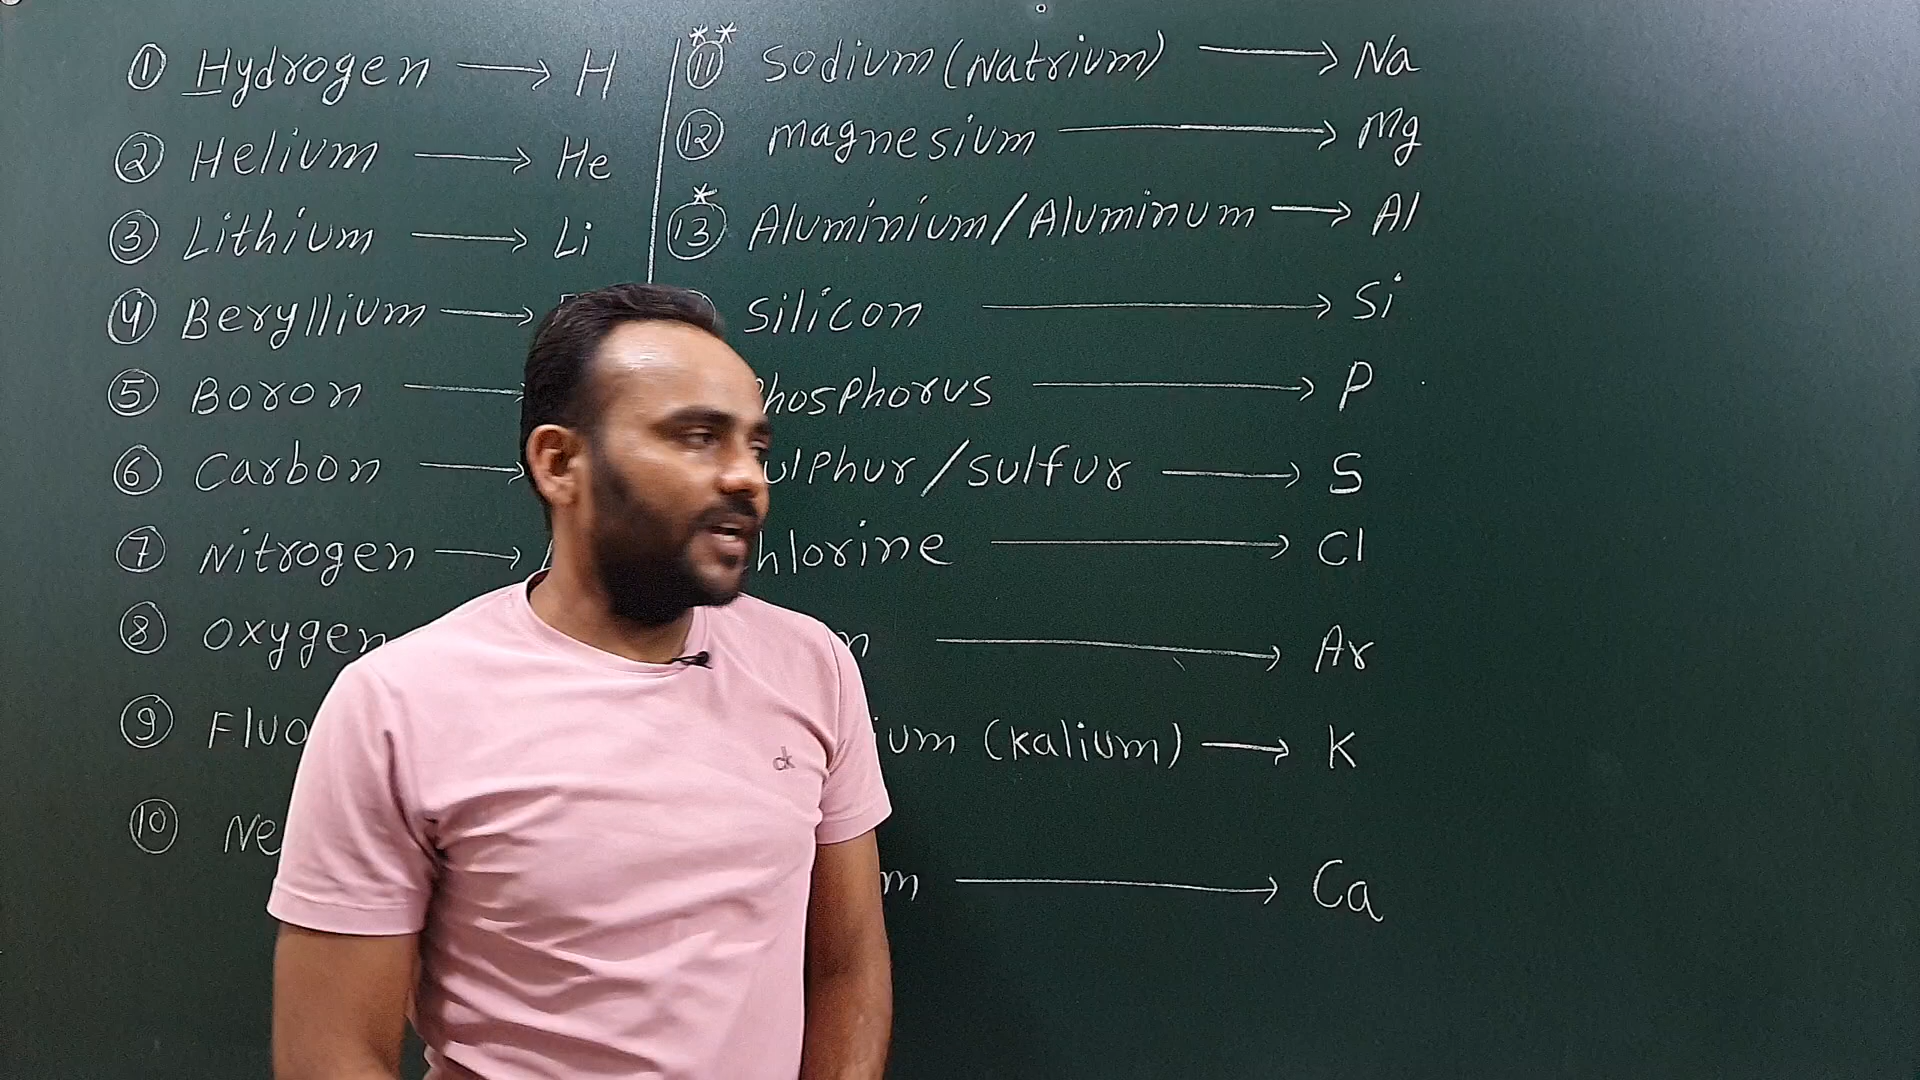 ① Hydrogen → H
② Helium → He
③ Lithium → Li
④ Beryllium →
⑤ Boron →
⑥ Carbon →
⑦ Nitrogen →
⑧ Oxygen
⑨ Fluo
⑩ Ne
** ⑪ Sodium (Natrium) → Na
⑫ Magnesium → Mg
* ⑬ Aluminium/Aluminum → Al
Silicon → Si
hosphorus → P
ulphur/Sulfur → S
hlorine → Cl
n → Ar
ium (Kalium) → K
m → Ca
ck